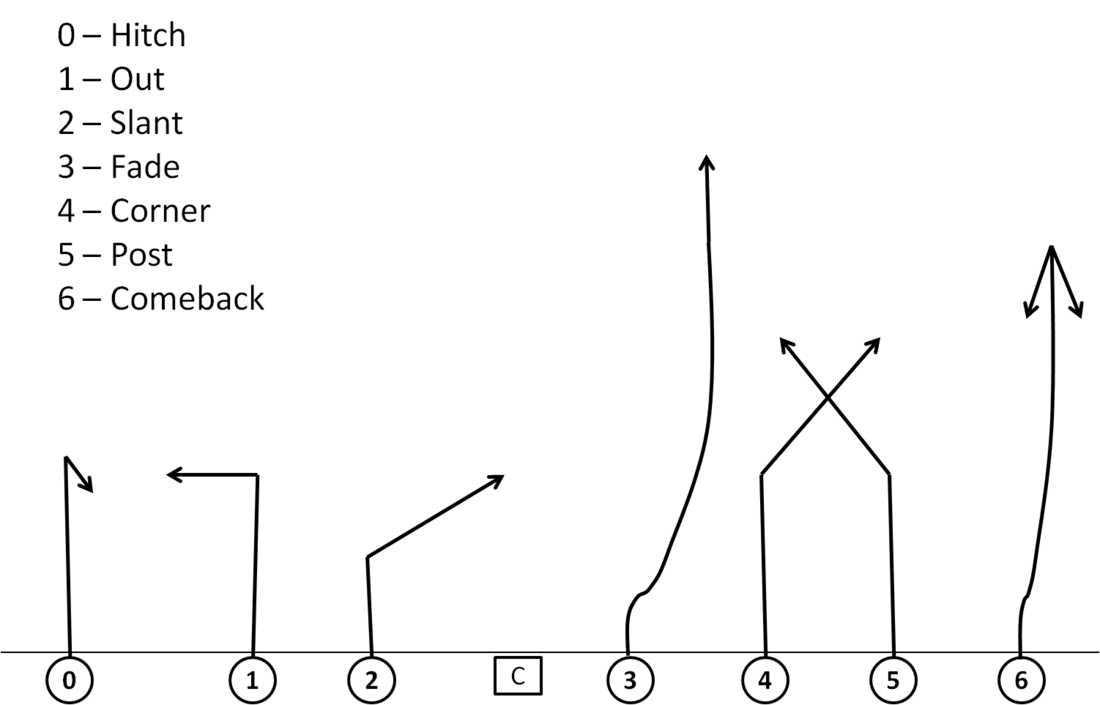 0 – Hitch
1 – Out
2 – Slant
3 – Fade
4 – Corner
5 – Post
6 – Comeback
0 1 2 C 3 4 5 6